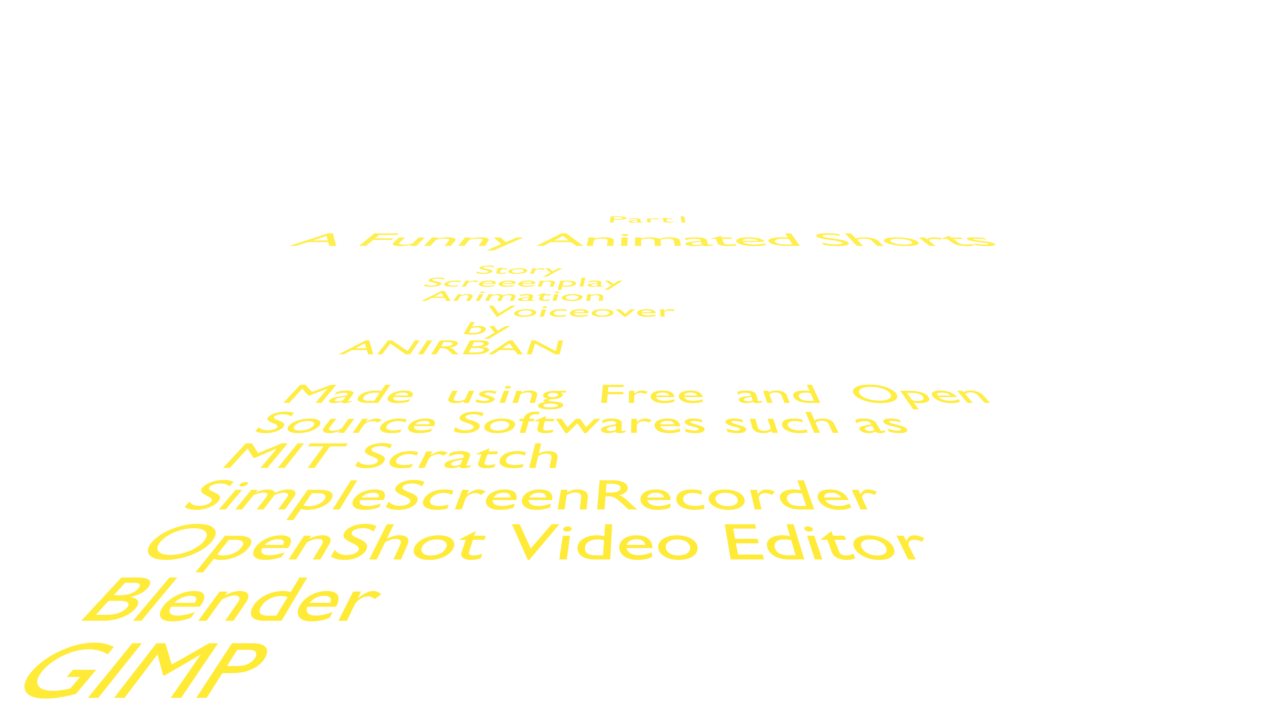 Part1
A Funny Animated Shorts
Story
Screeenplay
Animation
Voiceover
by
ANIRBAN
Made using Free and Open
Source Softwares such as
MIT Scratch
SimpleScreenRecorder
OpenShot Video Editor
Blender
GIMP